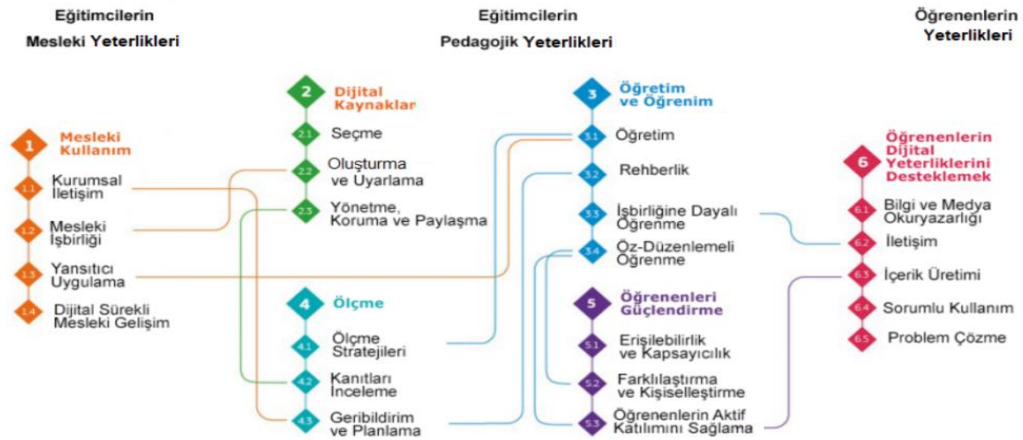 Eğitimcilerin
Mesleki Yeterlikleri
Eğitimcilerin
Pedagojik Yeterlikleri
Öğrenenlerin
Yeterlikleri
1
Mesleki
Kullanım
1.1
Kurumsal
İletişim
1.2
Mesleki
İşbirliği
1.3
Yansıtıcı
Uygulama
1.4
Dijital Sürekli
Mesleki Gelişim
2
Dijital
Kaynaklar
2.1
Seçme
2.2
Oluşturma
ve Uyarlama
2.3
Yönetme,
Koruma ve Paylaşma
3
Öğretim
ve Öğrenim
3.1
Öğretim
3.2
Rehberlik
3.3
İşbirliğine Dayalı
Öğrenme
3.4
Öz-Düzenlemeli
Öğrenme
4
Ölçme
4.1
Ölçme
Stratejileri
4.2
Kanıtları
İnceleme
4.3
Geribildirim
ve Planlama
5
Öğrenenleri
Güçlendirme
5.1
Erişilebilirlik
ve Kapsayıcılık
5.2
Farklılaştırma
ve Kişiselleştirme
5.3
Öğrenenlerin Aktif
Katılımını Sağlama
6
Öğrenenlerin
Dijital
Yeterliklerini
Desteklemek
6.1
Bilgi ve Medya
Okuryazarlığı
6.2
İletişim
6.3
İçerik Üretimi
6.4
Sorumlu Kullanım
6.5
Problem Çözme